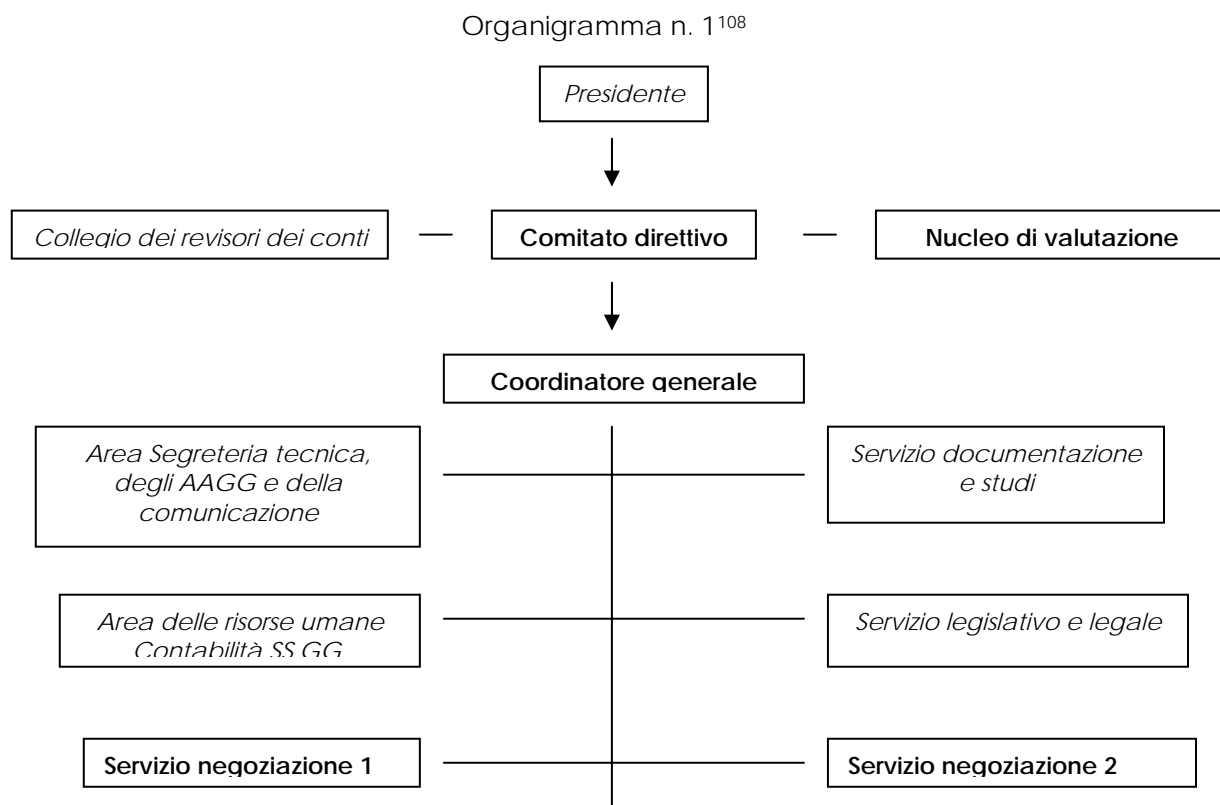 Organigramma n. 1108
Presidente
Collegio dei revisori dei conti
Comitato direttivo
Nucleo di valutazione
Coordinatore generale
Area Segreteria tecnica,
degli AAGG e della
comunicazione
Servizio documentazione
e studi
Area delle risorse umane
Contabilità SS GG
Servizio legislativo e legale
Servizio negoziazione 1
Servizio negoziazione 2